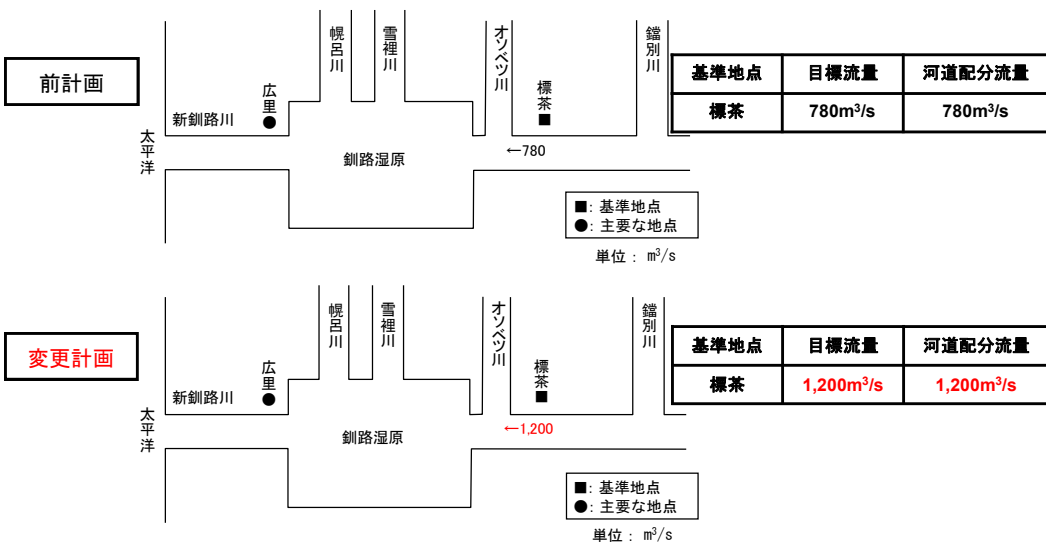 前計画
幌呂川
雪裡川
オソベツ川
鐺別川
広里
標茶
新釧路川
太平洋
釧路湿原
←780
■：基準地点
●：主要な地点
単位： m³/s
基準地点 目標流量 河道配分流量
標茶 780m³/s 780m³/s
変更計画
幌呂川
雪裡川
オソベツ川
鐺別川
広里
標茶
新釧路川
太平洋
釧路湿原
←1,200
■：基準地点
●：主要な地点
単位： m³/s
基準地点 目標流量 河道配分流量
標茶 1,200m³/s 1,200m³/s